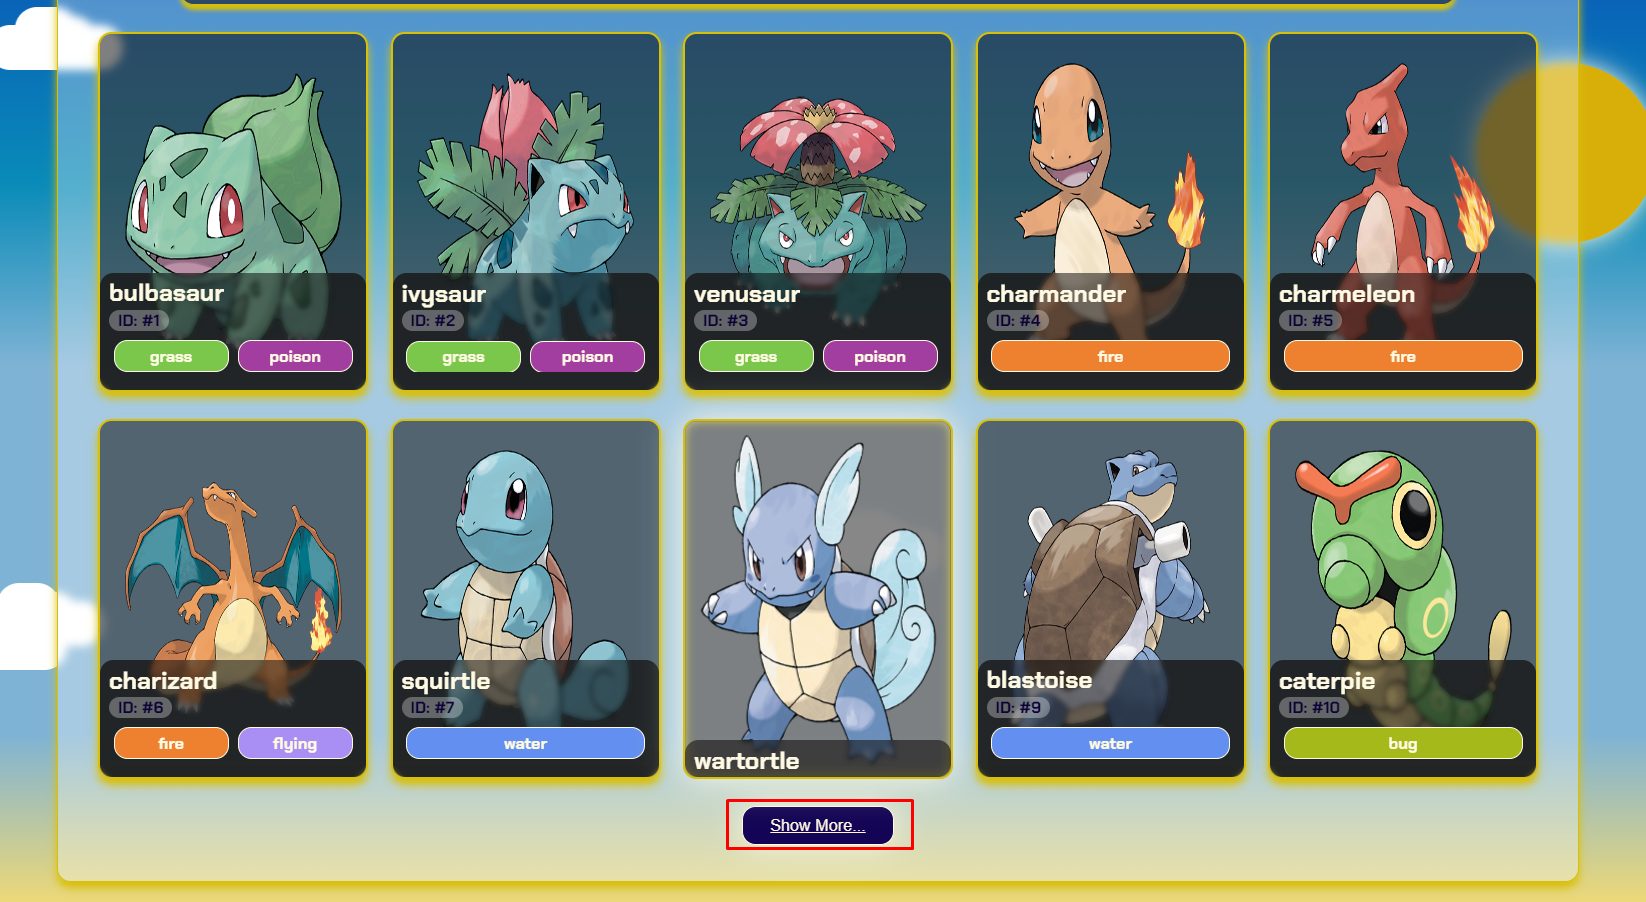 bulbasaur
ID: #1
grass poison
ivysaur
ID: #2
grass poison
venusaur
ID: #3
grass poison
charmander
ID: #4
fire
charmeleon
ID: #5
fire
charizard
ID: #6
fire flying
squirtle
ID: #7
water
wartortle
blastoise
ID: #9
water
caterpie
ID: #10
bug
Show More...